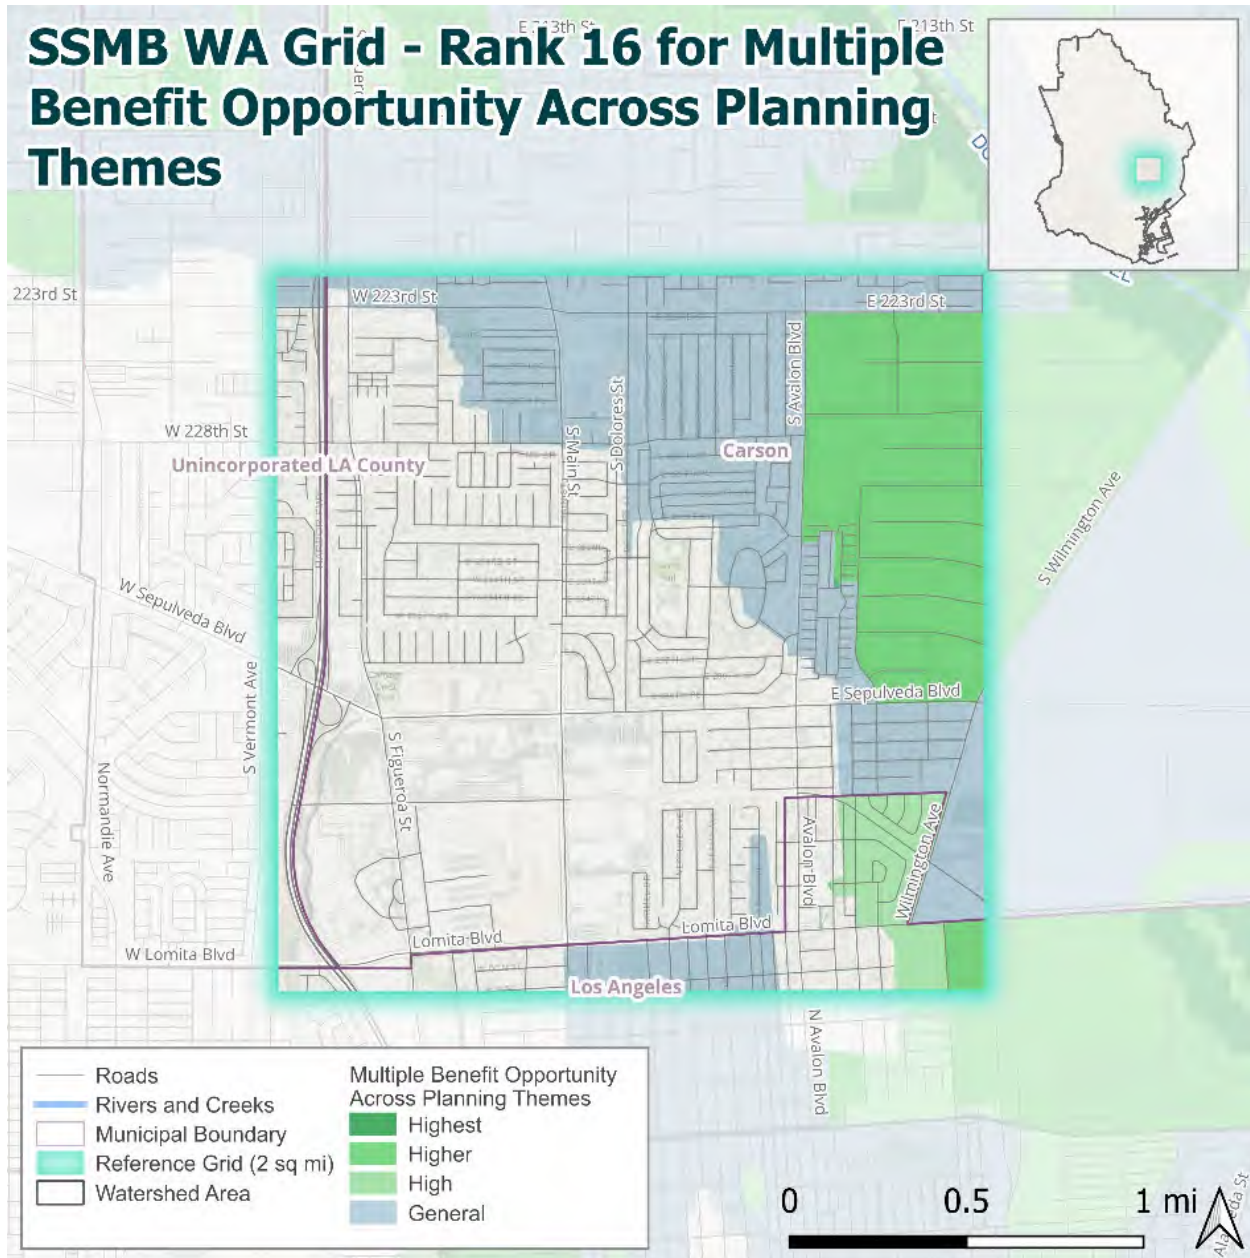 E 213th St
E 213th St
SSMB WA Grid - Rank 16 for Multiple
Benefit Opportunity Across Planning
Themes
223rd St
W 223rd St
E 223rd St
S Avalon Blvd
S Dolores St
W 228th St
S Main St
Carson
Unincorporated LA County
S Wilmington Ave
W Sepulveda Blvd
S Vermont Ave
E Sepulveda Blvd
S Figueroa St
Normandie Ave
Avalon Blvd
Wilmington Ave
Lomita Blvd
Lomita Blvd
W Lomita Blvd
Los Angeles
N Avalon Blvd
Roads
Rivers and Creeks
Municipal Boundary
Reference Grid (2 sq mi)
Watershed Area
Multiple Benefit Opportunity
Across Planning Themes
Highest
Higher
High
General
0 0.5 1 mi